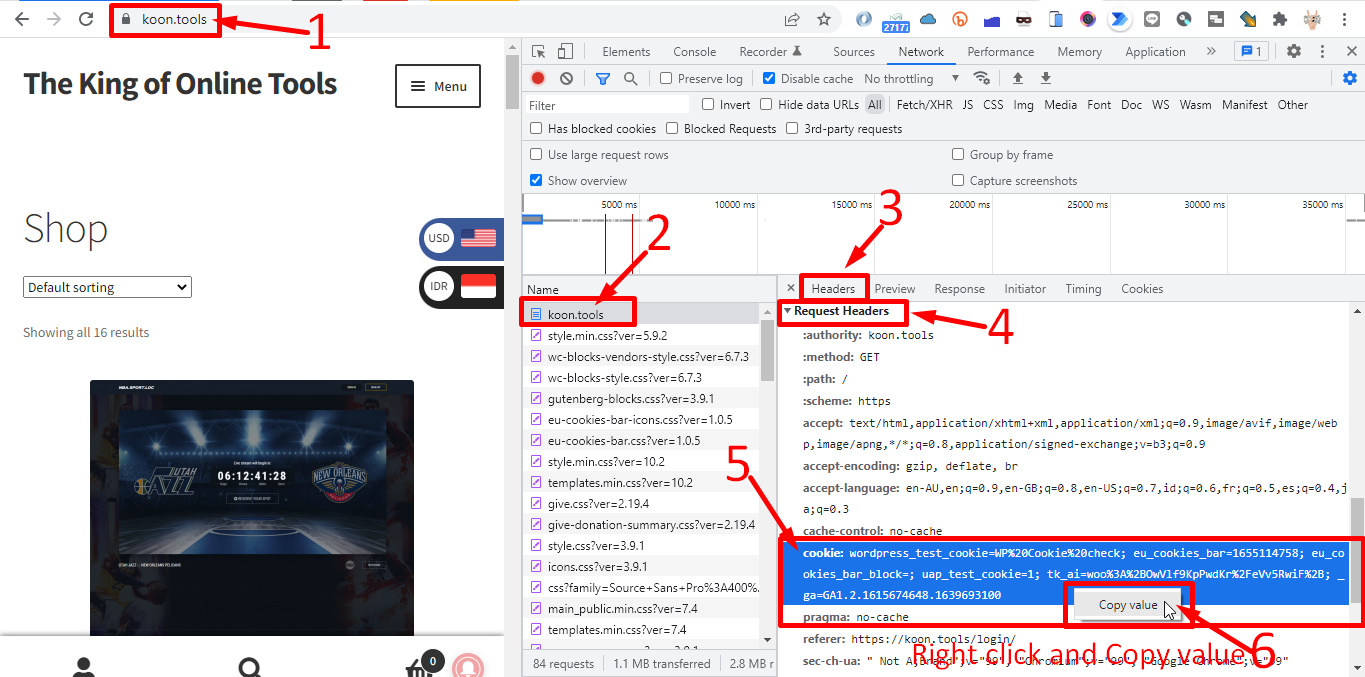 koon.tools
1
27177
The King of Online Tools
Menu
Shop
USD
IDR
Default sorting
Showing all 16 results
UTAH
JAZZ
Live stream will begin in:
06:12:41:28
NEW ORLEANS
0
Elements Console Recorder Sources Network Performance Memory Application » 1
Preserve log Disable cache No throttling
Filter Invert Hide data URLs All Fetch/XHR JS CSS Img Media Font Doc WS Wasm Manifest Other
Has blocked cookies Blocked Requests 3rd-party requests
Use large request rows Group by frame
Show overview Capture screenshots
5000 ms 10000 ms 15000 ms 20000 ms 25000 ms 30000 ms 35000 ms
2
3
Name
koon.tools
style.min.css?ver=5.9.2
wc-blocks-vendors-style.css?ver=6.7.3
wc-blocks-style.css?ver=6.7.3
gutenberg-blocks.css?ver=3.9.1
eu-cookies-bar-icons.css?ver=1.0.5
eu-cookies-bar.css?ver=1.0.5
style.min.css?ver=10.2
templates.min.css?ver=10.2
give.css?ver=2.19.4
give-donation-summary.css?ver=2.19.4
style.css?ver=3.9.1
icons.css?ver=3.9.1
css?family=Source+Sans+Pro%3A400%.
main_public.min.css?ver=7.4
templates.min.css?ver=7.4
84 requests 1.1 MB transferred 2.8 MB r
Headers Preview Response Initiator Timing Cookies
Request Headers
4
:authority: koon.tools
:method: GET
:path: /
:scheme: https
accept: text/html,application/xhtml+xml,application/xml;q=0.9,image/avif,image/web
p,image/apng,*/*;q=0.8,application/signed-exchange;v=b3;q=0.9
accept-encoding: gzip, deflate, br
accept-language: en-AU,en;q=0.9,en-GB;q=0.8,en-US;q=0.7,id;q=0.6,fr;q=0.5,es;q=0.4,j
a;q=0.3
cache-control: no-cache
5
cookie: wordpress_test_cookie=WP%20Cookie%20check; eu_cookies_bar=1655114758; eu_co
okies_bar_block=; uap_test_cookie=1; tk_ai=woo%3A%2BOwVlf9KpPwdKr%2FeVv5RwiF%2B; _
ga=GA1.2.1615674648.1639693100
Copy value
pragma: no-cache
referer: https://koon.tools/login/
Right click and Copy value 6
sec-ch-ua: " Not A;Brand";v="99", "Chromium";v="99", "Google Chrome";v="99"